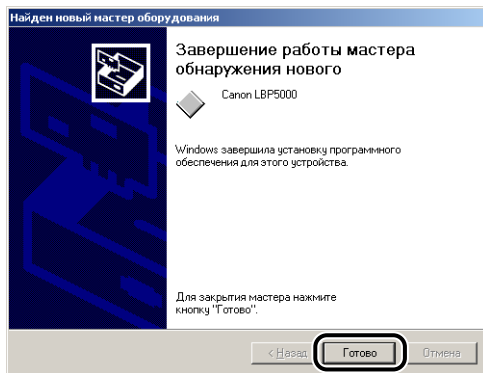 Найден новый мастер оборудования
Завершение работы мастера
обнаружения нового
Canon LBP5000
Windows завершила установку программного
обеспечения для этого устройства.
Для закрытия мастера нажмите
кнопку "Готово".
< Назад Готово Отмена